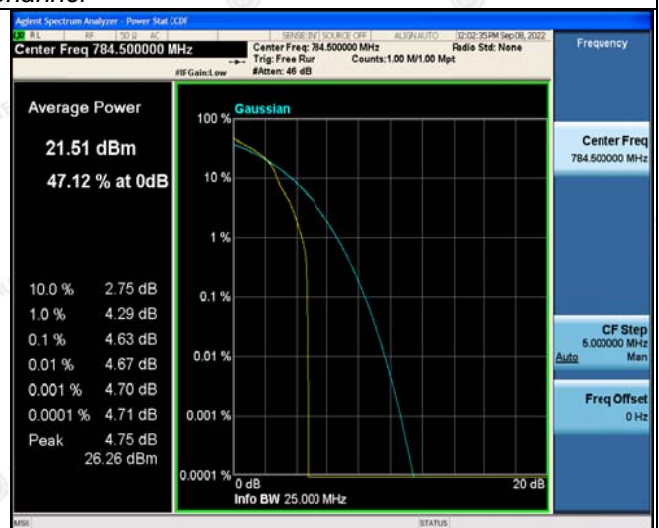 channel
Agilent Spectrum Analyzer - Power Stat CCDF
RL RF 50 Ω AC SENSE:INT SOURCE OFF ALIGN AUTO 12:02:35 PM Sep 08, 2022
Center Freq 784.500000 MHz
Center Freq: 784.500000 MHz Radio Std: None
Trig: Free Run Counts:1.00 M/1.00 Mpt
#IFGain:Low #Atten: 46 dB
Frequency
Average Power
21.51 dBm
47.12 % at 0dB
10.0 % 2.75 dB
1.0 % 4.29 dB
0.1 % 4.63 dB
0.01 % 4.67 dB
0.001 % 4.70 dB
0.0001 % 4.71 dB
Peak 4.75 dB
26.26 dBm
Gaussian
100 %
10 %
1 %
0.1 %
0.01 %
0.001 %
0.0001 %
0 dB 20 dB
Info BW 25.000 MHz
Center Freq
784.500000 MHz
CF Step
5.000000 MHz
Auto Man
Freq Offset
0 Hz
MSG STATUS